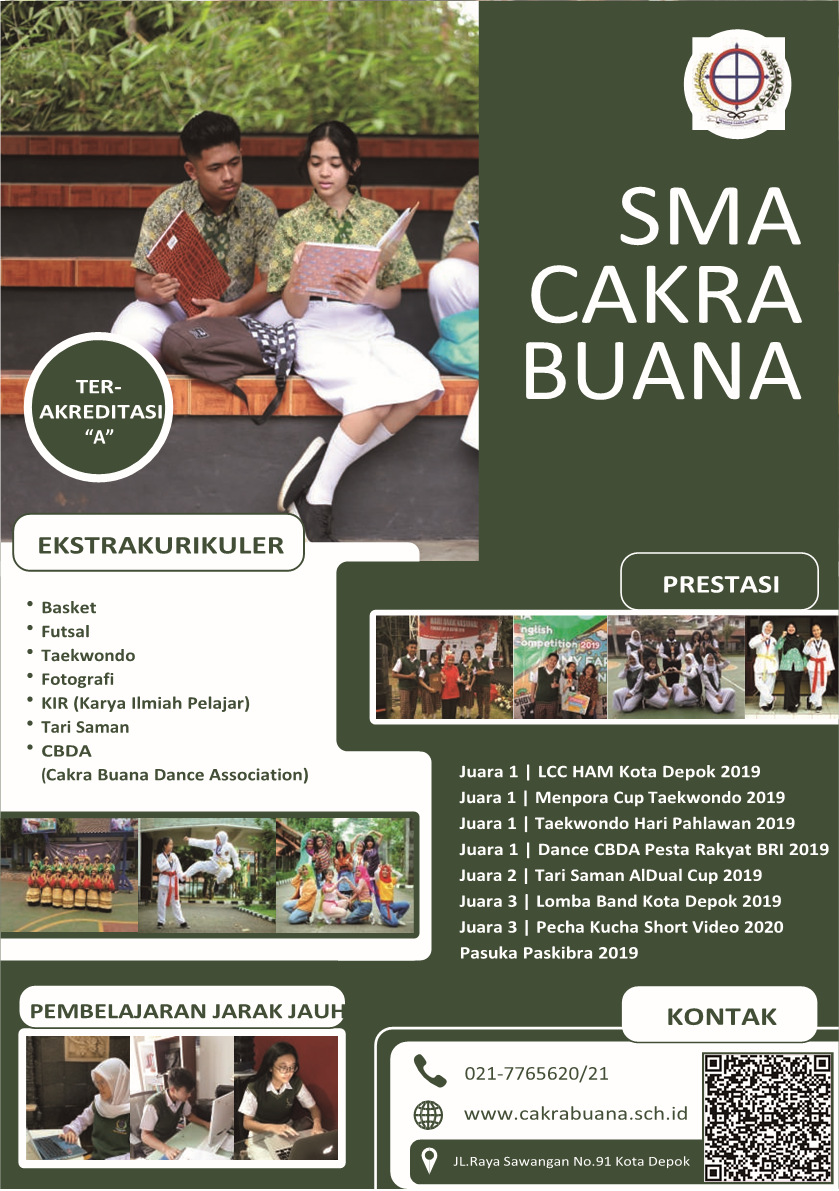 SMA
CAKRA
BUANA
TER-
AKREDITASI
“A”
EKSTRAKURIKULER
• Basket
• Futsal
• Taekwondo
• Fotografi
• KIR (Karya Ilmiah Pelajar)
• Tari Saman
• CBDA
(Cakra Buana Dance Association)
PRESTASI
English
Competition 2019
Juara 1 | LCC HAM Kota Depok 2019
Juara 1 | Menpora Cup Taekwondo 2019
Juara 1 | Taekwondo Hari Pahlawan 2019
Juara 1 | Dance CBDA Pesta Rakyat BRI 2019
Juara 2 | Tari Saman AlDual Cup 2019
Juara 3 | Lomba Band Kota Depok 2019
Juara 3 | Pecha Kucha Short Video 2020
Pasuka Paskibra 2019
PEMBELAJARAN JARAK JAUH
KONTAK
021-7765620/21
www.cakrabuana.sch.id
JL.Raya Sawangan No.91 Kota Depok